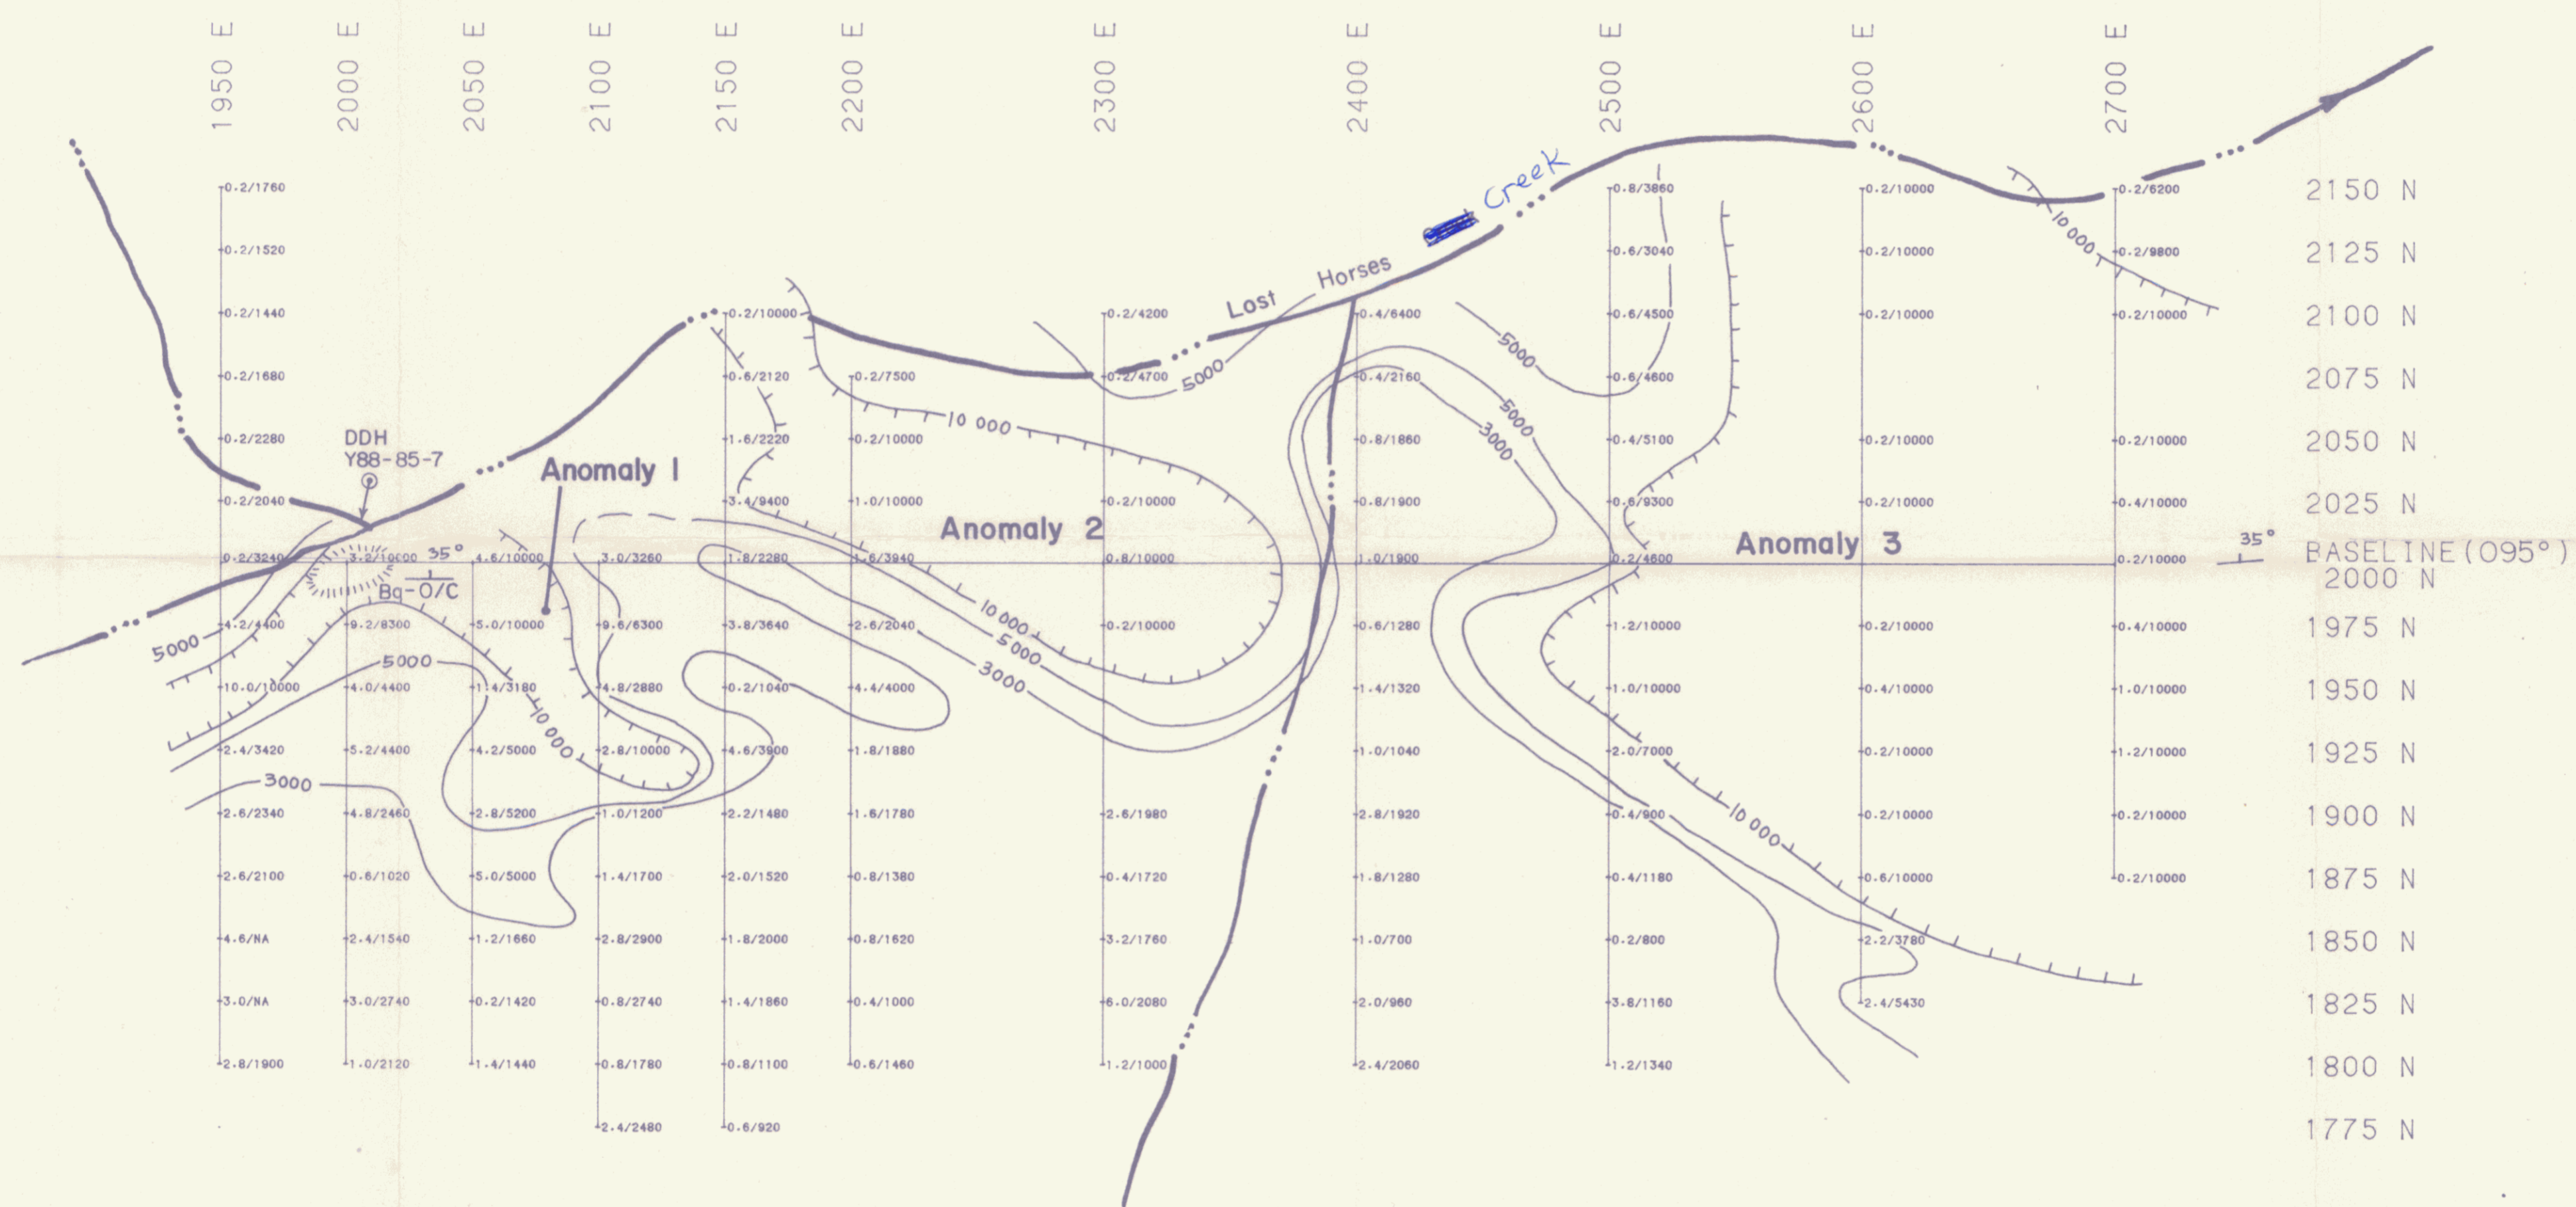 1950 E 2000 E 2050 E 2100 E 2150 E 2200 E 2300 E 2400 E 2500 E 2600 E 2700 E
Creek
0.2/1760 0.8/3860 0.2/10000 0.2/6200 2150 N
10 000
0.2/1520 0.6/3040 0.2/10000 0.2/9800 2125 N
Lost Horses
0.2/1440 0.2/10000 0.2/4200 0.4/6400 0.6/4500 0.2/10000 0.2/10000 2100 N
5000
5000
0.2/1680 0.6/2120 0.2/7500 0.2/4700 0.4/2160 0.6/4600 2075 N
10 000
5000
3000
0.2/2280 1.6/2220 0.2/10000 0.8/1860 0.4/5100 0.2/10000 0.2/10000 2050 N
DDH
Y88-85-7
Anomaly 1
0.2/2040 3.4/9400 1.0/10000 0.2/10000 0.8/1900 0.6/9300 0.2/10000 0.4/10000 2025 N
Anomaly 2
Anomaly 3
35°
0.2/3240 3.2/10000 35° 4.6/10000 3.0/3260 1.8/2280 1.6/3940 0.8/10000 1.0/1900 0.2/4600 0.2/10000 BASELINE (095°)
2000 N
Bq-O/C
10 000
4.2/4400 9.2/8300 5.0/10000 9.6/6300 3.8/3640 2.6/2040 0.2/10000 0.6/1280 1.2/10000 0.2/10000 0.4/10000 1975 N
5000
5000
5000
3000
10.0/10000 4.0/4400 1.4/3180 4.8/2880 0.2/1040 4.4/4000 1.4/1320 1.0/10000 0.4/10000 1.0/10000 1950 N
10 000
2.4/3420 5.2/4400 4.2/5000 2.8/10000 4.6/3900 1.8/1880 1.0/1040 2.0/7000 0.2/10000 1.2/10000 1925 N
3000
2.6/2340 4.8/2460 2.8/5200 1.0/1200 2.2/1480 1.6/1780 2.6/1980 2.8/1920 0.4/900 0.2/10000 0.2/10000 1900 N
10 000
2.6/2100 0.6/1020 5.0/5000 1.4/1700 2.0/1520 0.8/1380 0.4/1720 1.8/1280 0.4/1180 0.6/10000 0.2/10000 1875 N
4.6/NA 2.4/1540 1.2/1660 2.8/2900 1.8/2000 0.8/1620 3.2/1760 1.0/700 0.2/800 2.2/3780 1850 N
3.0/NA 3.0/2740 0.2/1420 0.8/2740 1.4/1860 0.4/1000 6.0/2080 2.0/960 3.8/1160 2.4/5430 1825 N
2.8/1900 1.0/2120 1.4/1440 0.8/1780 0.8/1100 0.6/1460 1.2/1000 2.4/2060 1.2/1340 1800 N
2.4/2480 0.6/920 1775 N